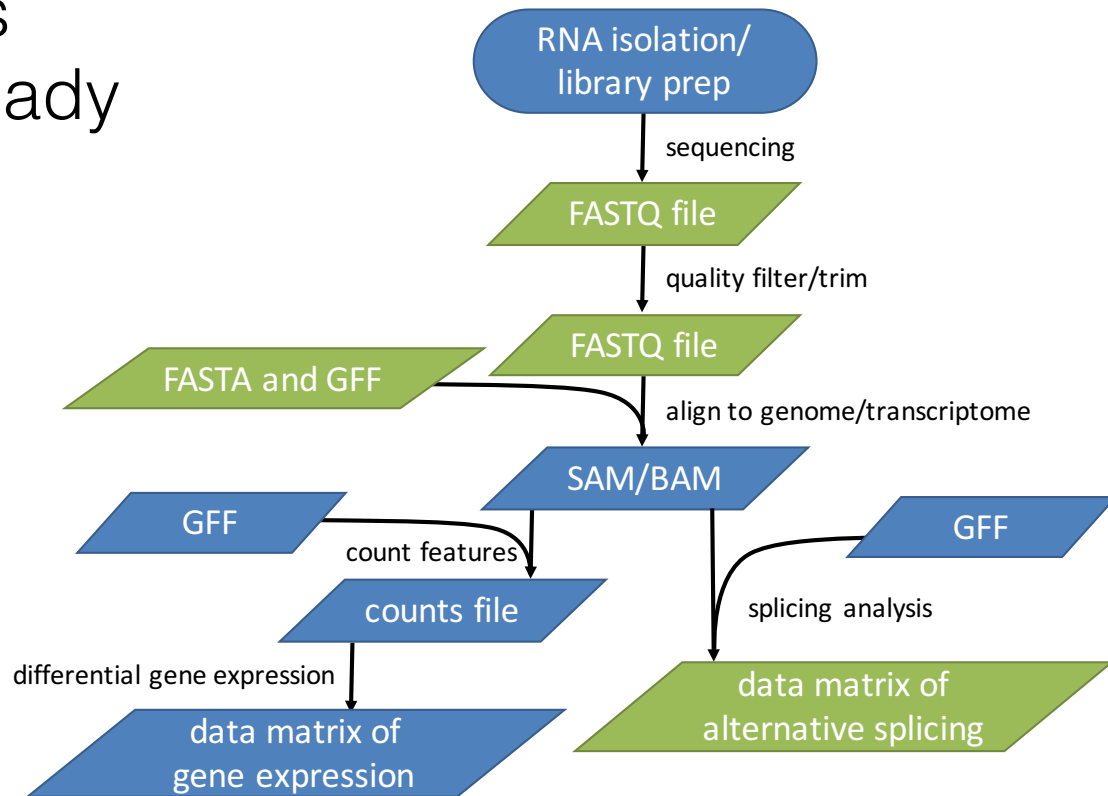 s
ady
RNA isolation/
library prep
sequencing
FASTQ file
quality filter/trim
FASTQ file
FASTA and GFF
align to genome/transcriptome
SAM/BAM
GFF
GFF
count features
counts file
splicing analysis
differential gene expression
data matrix of
alternative splicing
data matrix of
gene expression